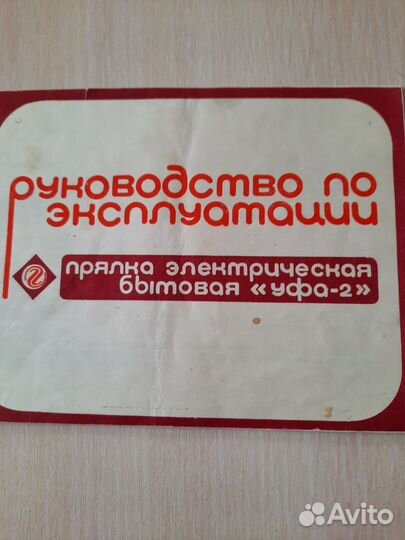 руководство по
эксплуатации
прялка электрическая
бытовая «уфа-2»
Avito